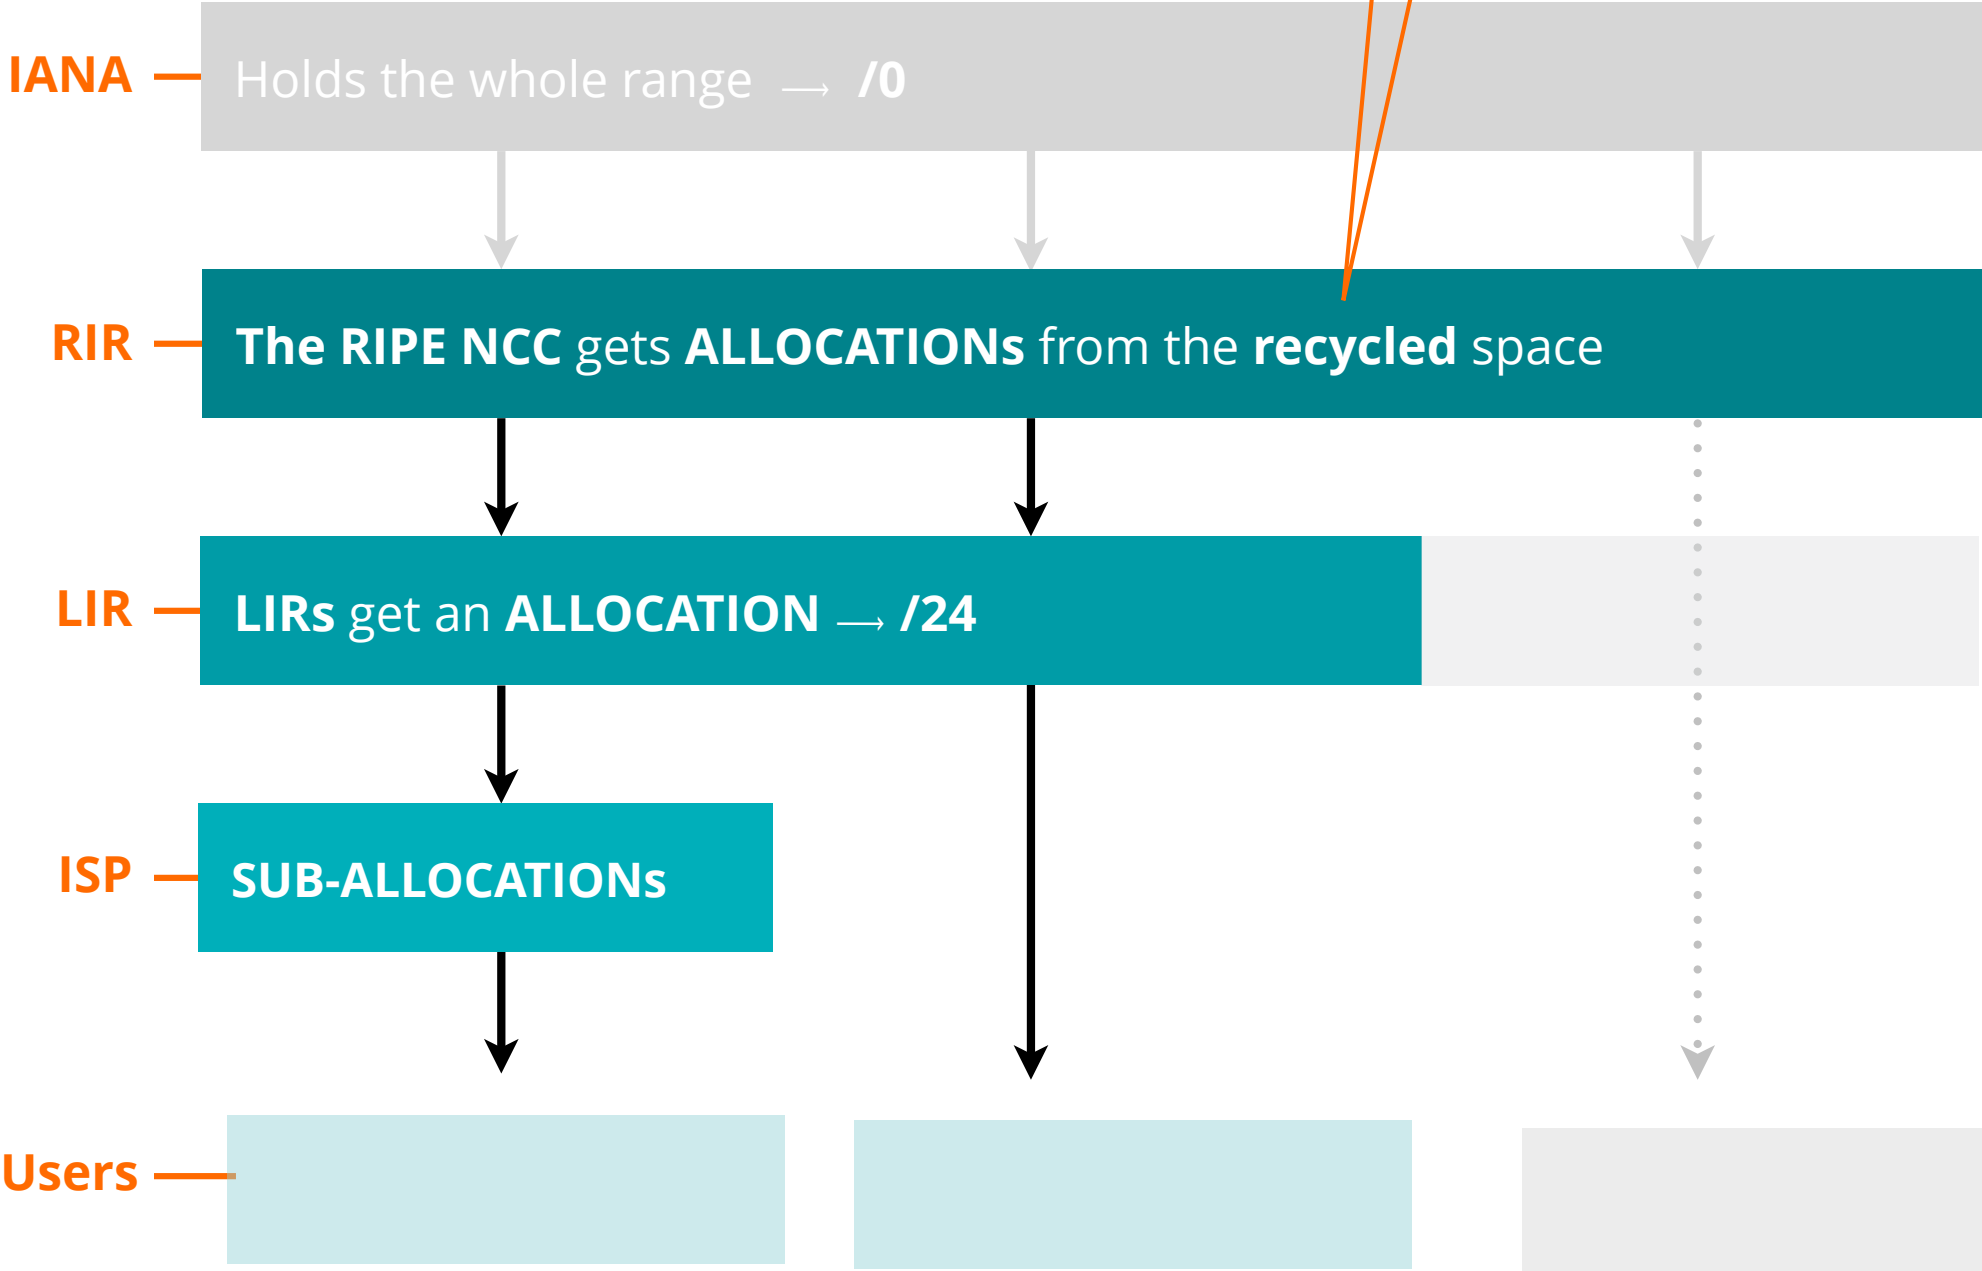 IANA
Holds the whole range → /0
RIR
The RIPE NCC gets ALLOCATIONs from the recycled space
LIR
LIRs get an ALLOCATION → /24
ISP
SUB-ALLOCATIONs
Users